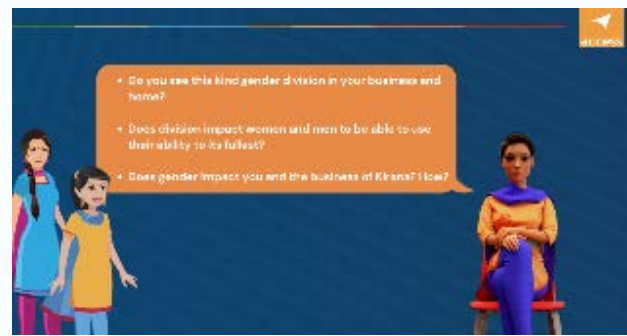 access
• Do you see this kind gender division in your business and
home?
• Does division impact women and men to be able to use
their ability to its fullest?
• Does gender impact you and the business of Kirana? How?